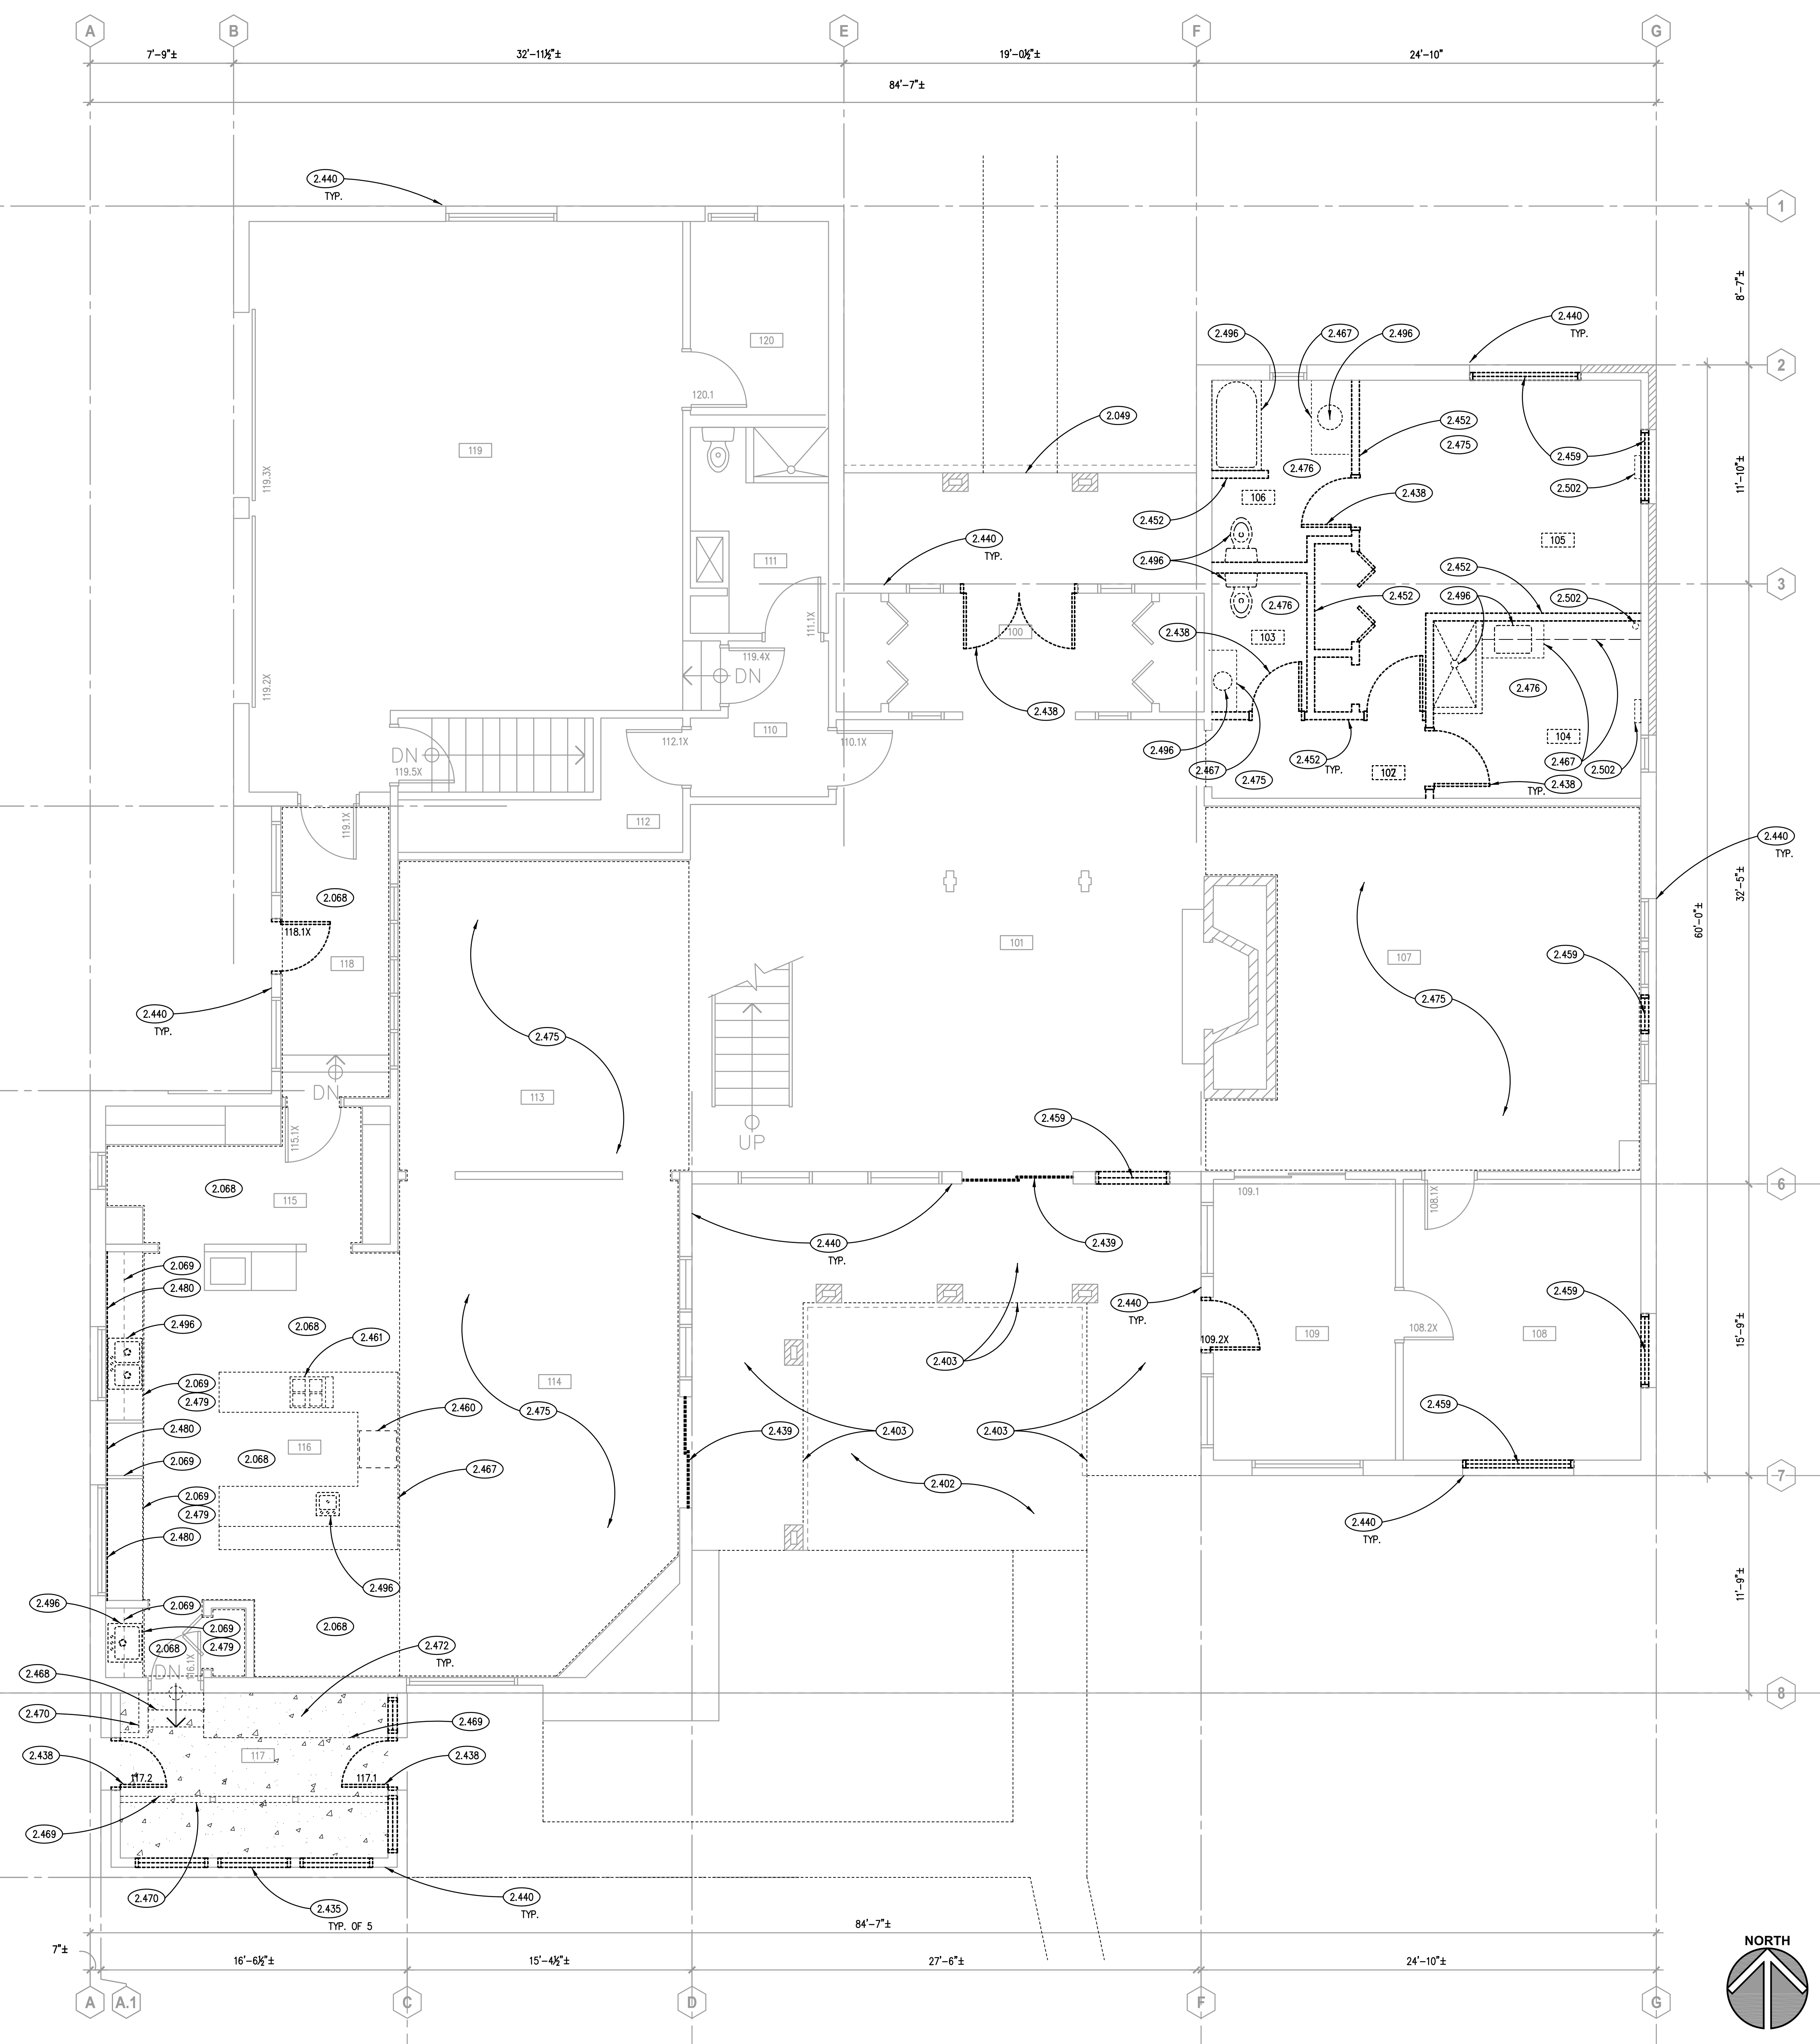 A
B
E
F
G
7'-9"±
32'-11½"±
19'-0½"±
24'-10"
84'-7"±
2.440
TYP.
1
8'-7"±
2.440
TYP.
2.496
2.467
2.496
120
2
120.1
2.049
2.452
2.475
119
2.459
2.476
119.3X
11'-10"±
2.502
106
2.438
2.452
2.440
TYP.
105
2.496
111
2.452
3
2.496
2.502
2.452
2.476
111.1X
100
2.438
103
119.4X
DN
119.2X
2.476
2.438
110
104
112.1X
110.1X
2.496
DN
119.5X
2.452
TYP.
2.467
2.475
102
2.467
2.502
2.438
TYP.
112
119.1X
2.440
TYP.
32'-5"±
2.068
60'-0"±
118.1X
101
107
2.459
118
2.475
2.440
TYP.
2.475
DN
113
2.459
UP
115.1X
2.068
115
109.1
108.1X
6
2.440
TYP.
2.439
2.069
2.480
2.459
2.440
TYP.
2.496
2.068
2.461
109.2X
109
108.2X
108
15'-9"±
2.403
2.069
2.479
114
2.460
2.475
2.459
2.480
2.439
2.403
2.403
116
2.068
2.069
2.467
7
2.402
2.069
2.479
2.440
TYP.
2.480
2.496
11'-9"±
2.496
2.069
2.069
2.068
2.068
2.479
2.472
TYP.
DN
116.1X
2.468
8
2.470
2.469
2.438
117
2.438
117.2
117.1
2.469
2.470
2.440
TYP.
2.435
TYP. OF 5
84'-7"±
NORTH
7"±
16'-6½"±
15'-4½"±
27'-6"±
24'-10"±
A
A.1
C
D
F
G